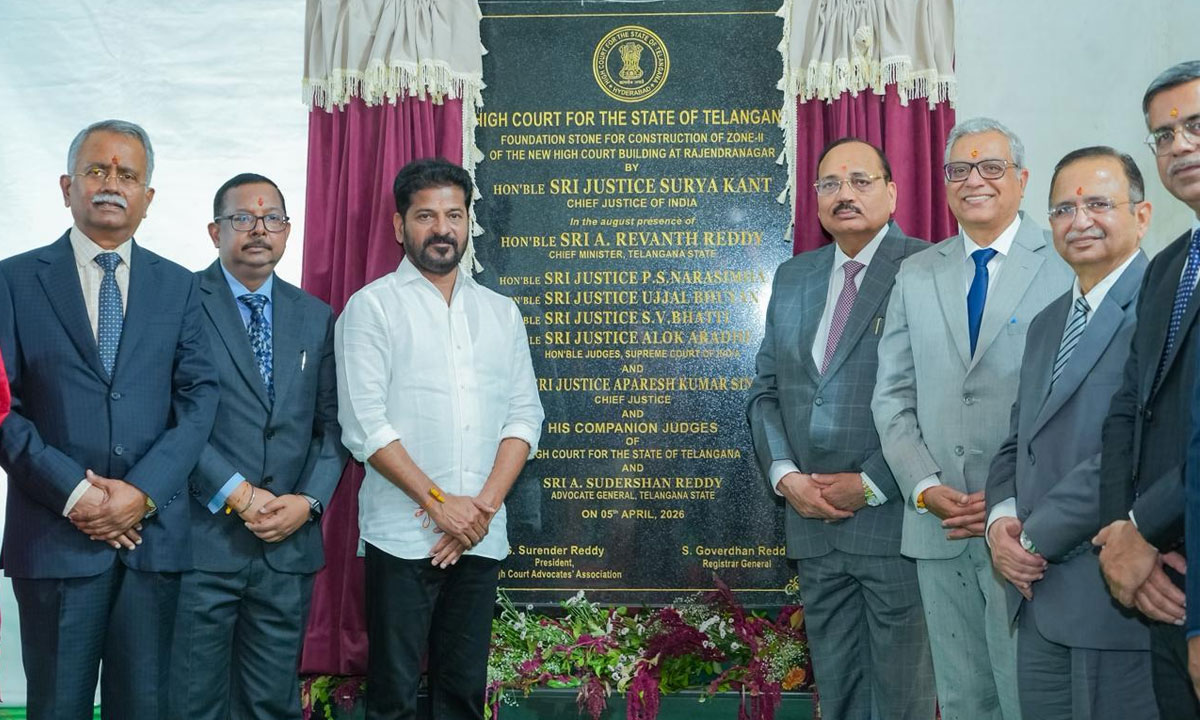 HIGH COURT FOR THE STATE OF TELANGANA
HYDERABAD
HIGH COURT FOR THE STATE OF TELANGAN
FOUNDATION STONE FOR CONSTRUCTION OF ZONE-II
OF THE NEW HIGH COURT BUILDING AT RAJENDRANAGAR
BY
HON'BLE SRI JUSTICE SURYA KANT
CHIEF JUSTICE OF INDIA
In the august presence of
HON'BLE SRI A. REVANTH REDDY
CHIEF MINISTER, TELANGANA STATE
HON'BLE SRI JUSTICE P.S.NARASIMHA
HON'BLE SRI JUSTICE UJJAL BHUYAN
SRI JUSTICE S.V.BHATTI
SRI JUSTICE ALOK ARADHE
HON'BLE JUDGES, SUPREME COURT OF INDIA
AND
SRI JUSTICE APARESH KUMAR SIN
CHIEF JUSTICE
AND
HIS COMPANION JUDGES
OF
HIGH COURT FOR THE STATE OF TELANGANA
AND
SRI A. SUDERSHAN REDDY
ADVOCATE GENERAL, TELANGANA STATE
ON 05TH APRIL, 2026
S. Surender Reddy
President,
High Court Advocates' Association
S. Goverdhan Redd
Registrar General